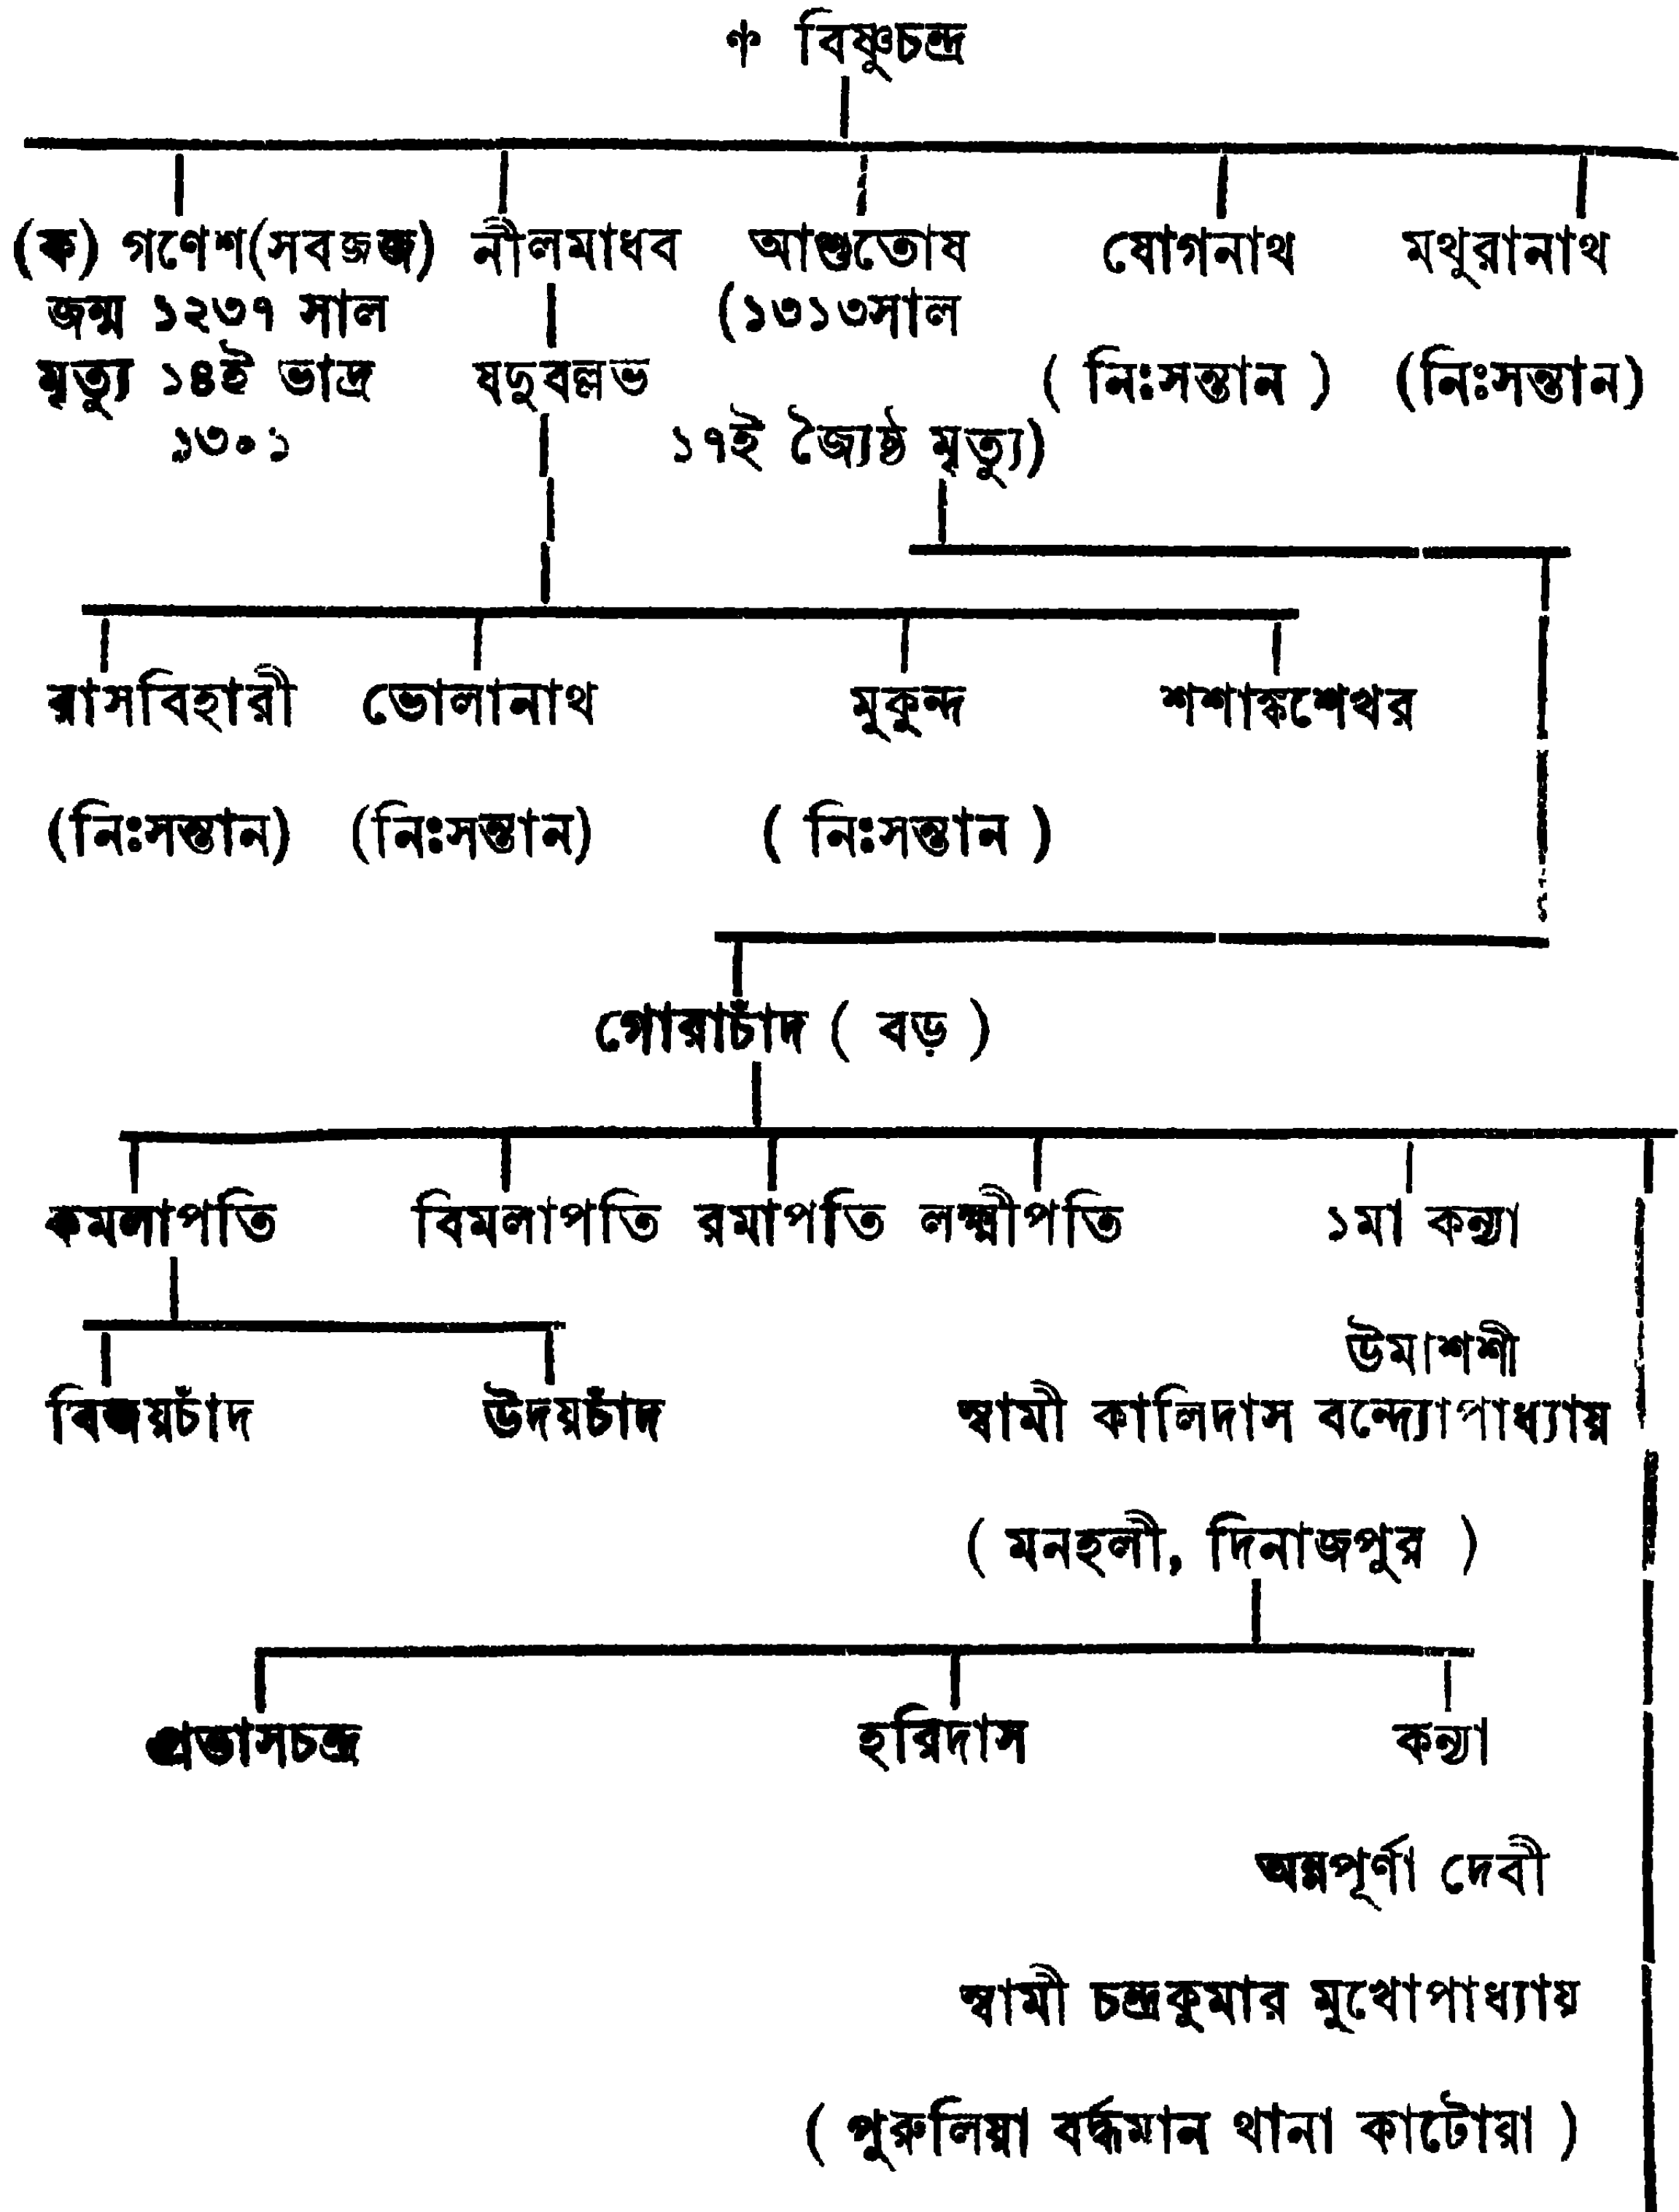 የ বিষ্ণুচন্দ্র
(ক) গণেশ(সবজজ) নীলমাধব আশুতোষ যোগনাথ মথুরানাথ
জন্ম ১২৩৭ সাল (১৩১৩সাল
মৃত্যু ১৪ই ভাদ্র যদুবল্লভ ( নিঃসন্তান ) (নিঃসন্তান)
১৩০১ ১৭ই জ্যৈষ্ঠ মৃত্যু)
রাসবিহারী ভোলানাথ মুকুন্দ শশাঙ্কশেখর
(নিঃসন্তান) (নিঃসন্তান) ( নিঃসন্তান )
গোরাচাঁদ ( বড় )
কমলাপতি বিমলাপতি রমাপতি লক্ষ্মীপতি ১মা কন্যা
উমাশশী
বিজয়চাঁদ উদয়চাঁদ স্বামী কালিদাস বন্দ্যোপাধ্যায়
( মনহলী, দিনাজপুর )
প্রভাসচন্দ্র হরিদাস কন্যা
অন্নপূর্ণা দেবী
স্বামী চন্দ্রকুমার মুখোপাধ্যায়
( পুরুলিয়া বর্দ্ধমান থানা কাটোয়া )